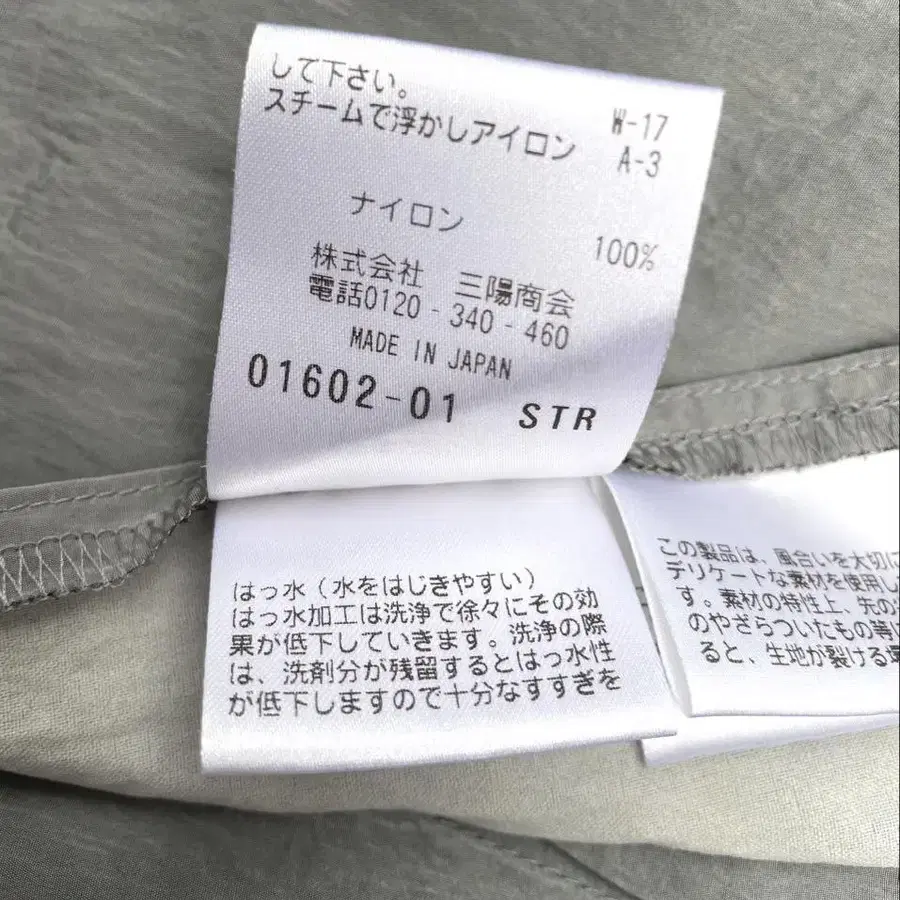 して下さい。
スチームで浮かしアイロン
W-17
A-3
ナイロン
100%
株式会社 三陽商会
電話0120 - 340 - 460
MADE IN JAPAN
01602-01 STR
はっ水(水をはじきやすい)
はっ水加工は洗浄で徐々にその効
果が低下していきます。洗浄の際
は、洗剤分が残留するとはっ水性
が低下しますので十分なすすぎを
この製品は、風合いを大切に
デリケートな素材を使用し
す。素材の特性上、先の
のやざらついたもの等に
ると、生地が裂ける場